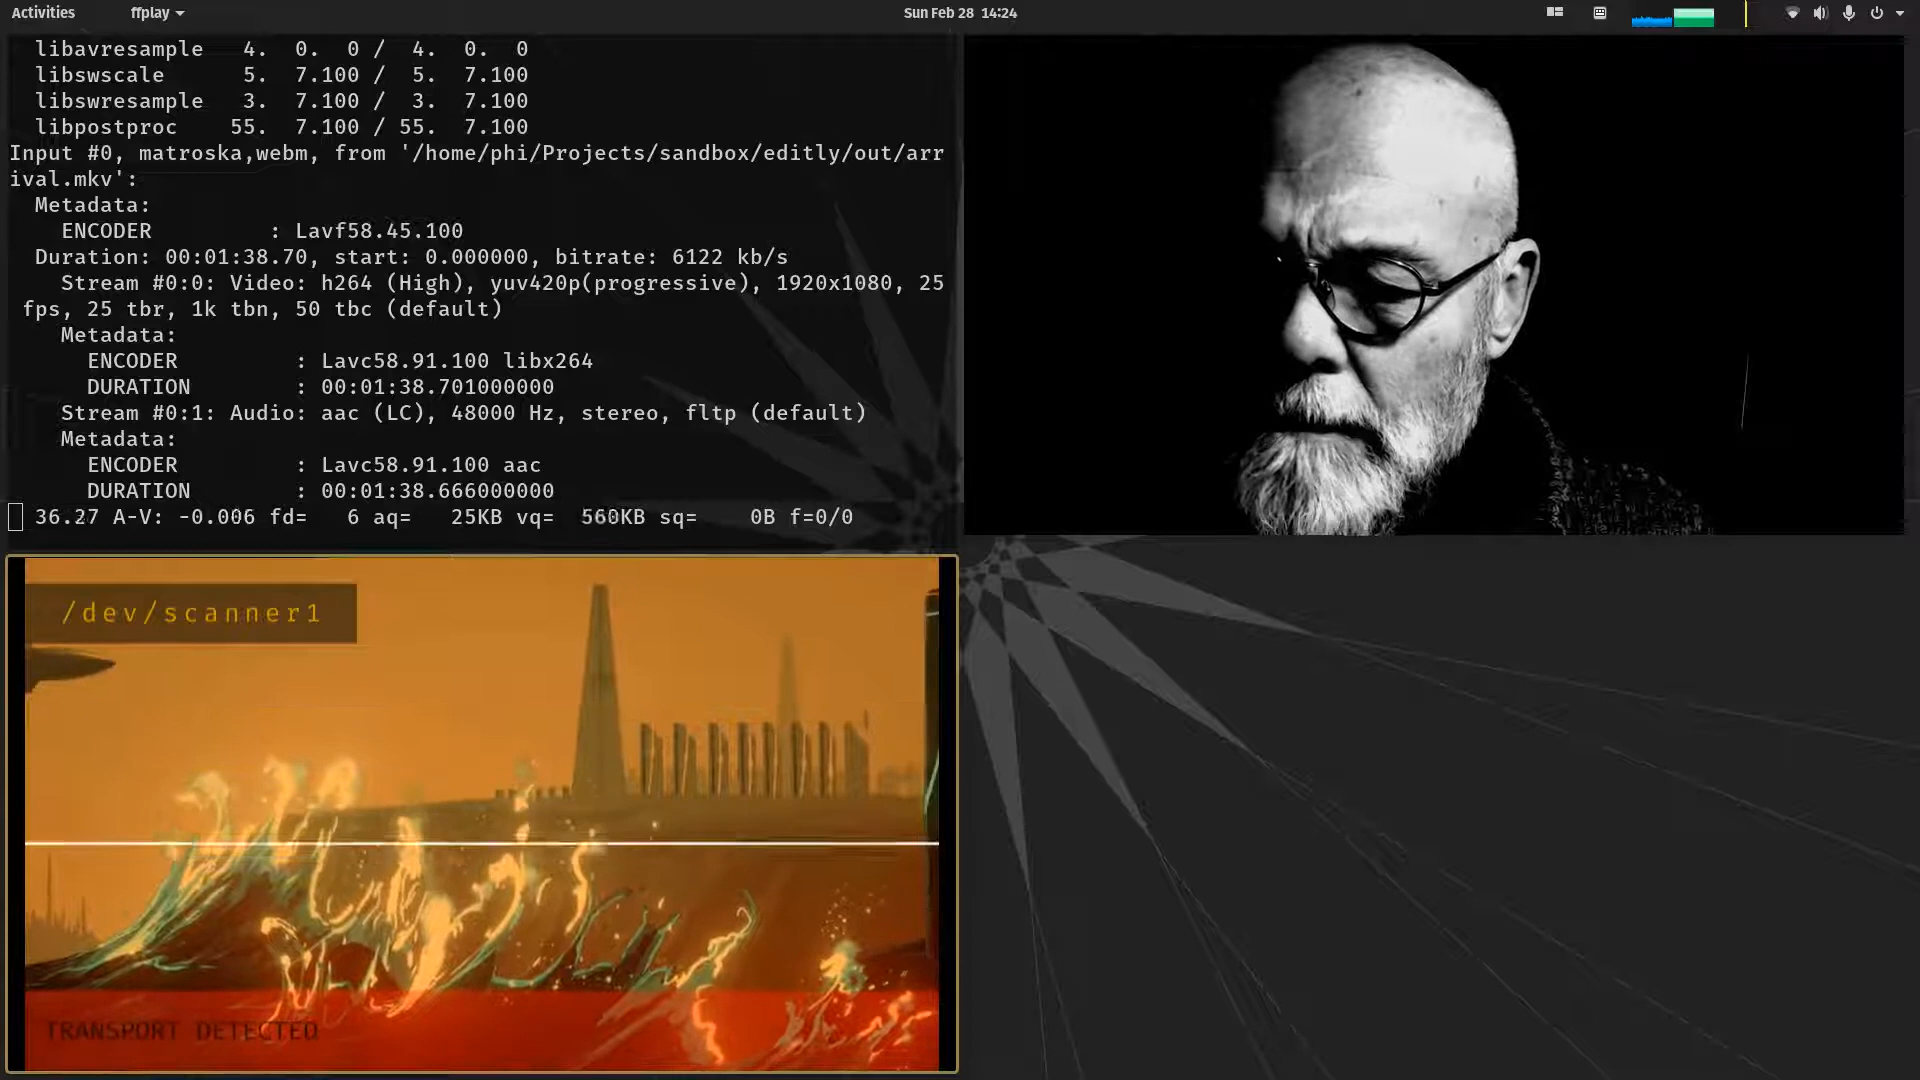 Activities ffplay Sun Feb 28 14:24
libavresample 4. 0. 0 / 4. 0. 0
libswscale 5. 7.100 / 5. 7.100
libswresample 3. 7.100 / 3. 7.100
libpostproc 55. 7.100 / 55. 7.100
Input #0, matroska,webm, from '/home/phi/Projects/sandbox/editly/out/arr
ival.mkv':
Metadata:
ENCODER : Lavf58.45.100
Duration: 00:01:38.70, start: 0.000000, bitrate: 6122 kb/s
Stream #0:0: Video: h264 (High), yuv420p(progressive), 1920x1080, 25
fps, 25 tbr, 1k tbn, 50 tbc (default)
Metadata:
ENCODER : Lavc58.91.100 libx264
DURATION : 00:01:38.701000000
Stream #0:1: Audio: aac (LC), 48000 Hz, stereo, fltp (default)
Metadata:
ENCODER : Lavc58.91.100 aac
DURATION : 00:01:38.666000000
36.27 A-V: -0.006 fd= 6 aq= 25KB vq= 560KB sq= 0B f=0/0
/dev/scanner1
TRANSPORT DETECTED